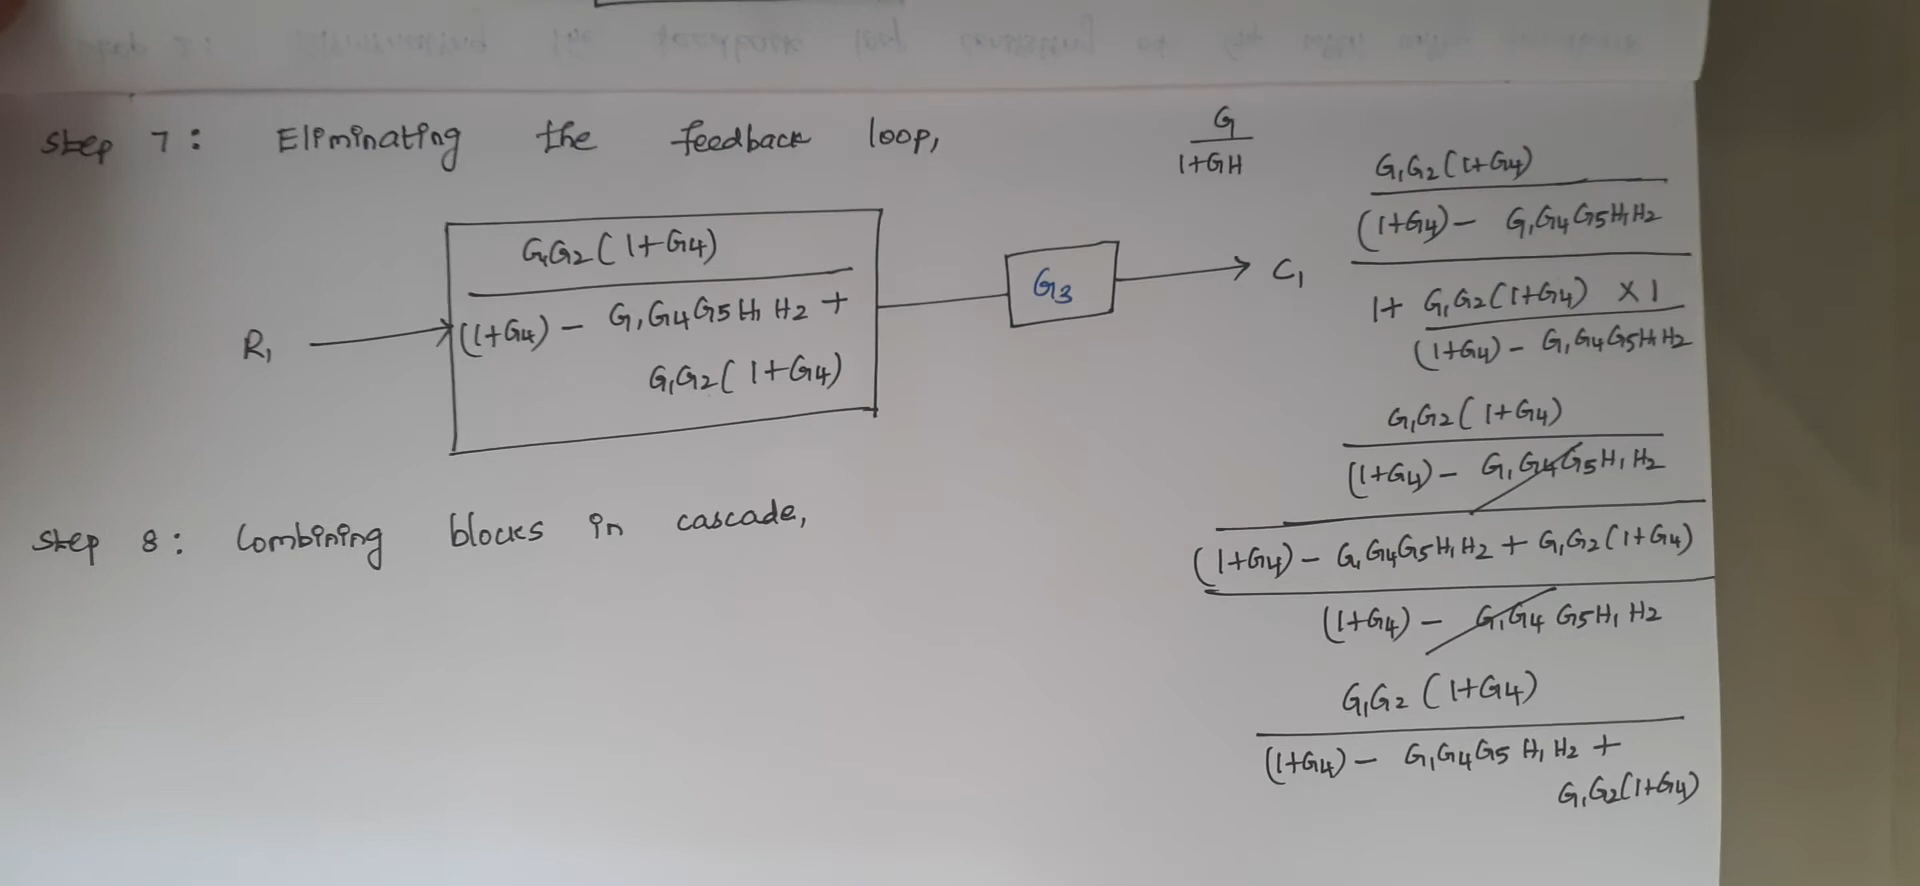 Step 7: Eliminating the feedback loop,
G
1+GH
G1G2(1+G4)
(1+G4) - G1G4G5H1H2 +
G1G2(1+G4)
R1
G3
C1
G1G2(1+G4)
(1+G4) - G1G4G5H1H2
1+ G1G2(1+G4) X 1
(1+G4) - G1G4G5H1H2
G1G2(1+G4)
(1+G4) - G1G4G5H1H2
(1+G4) - G1G4G5H1H2 + G1G2(1+G4)
(1+G4) - G1G4G5H1H2
G1G2(1+G4)
(1+G4) - G1G4G5H1H2 +
G1G2(1+G4)
Step 8: Combining blocks in cascade,